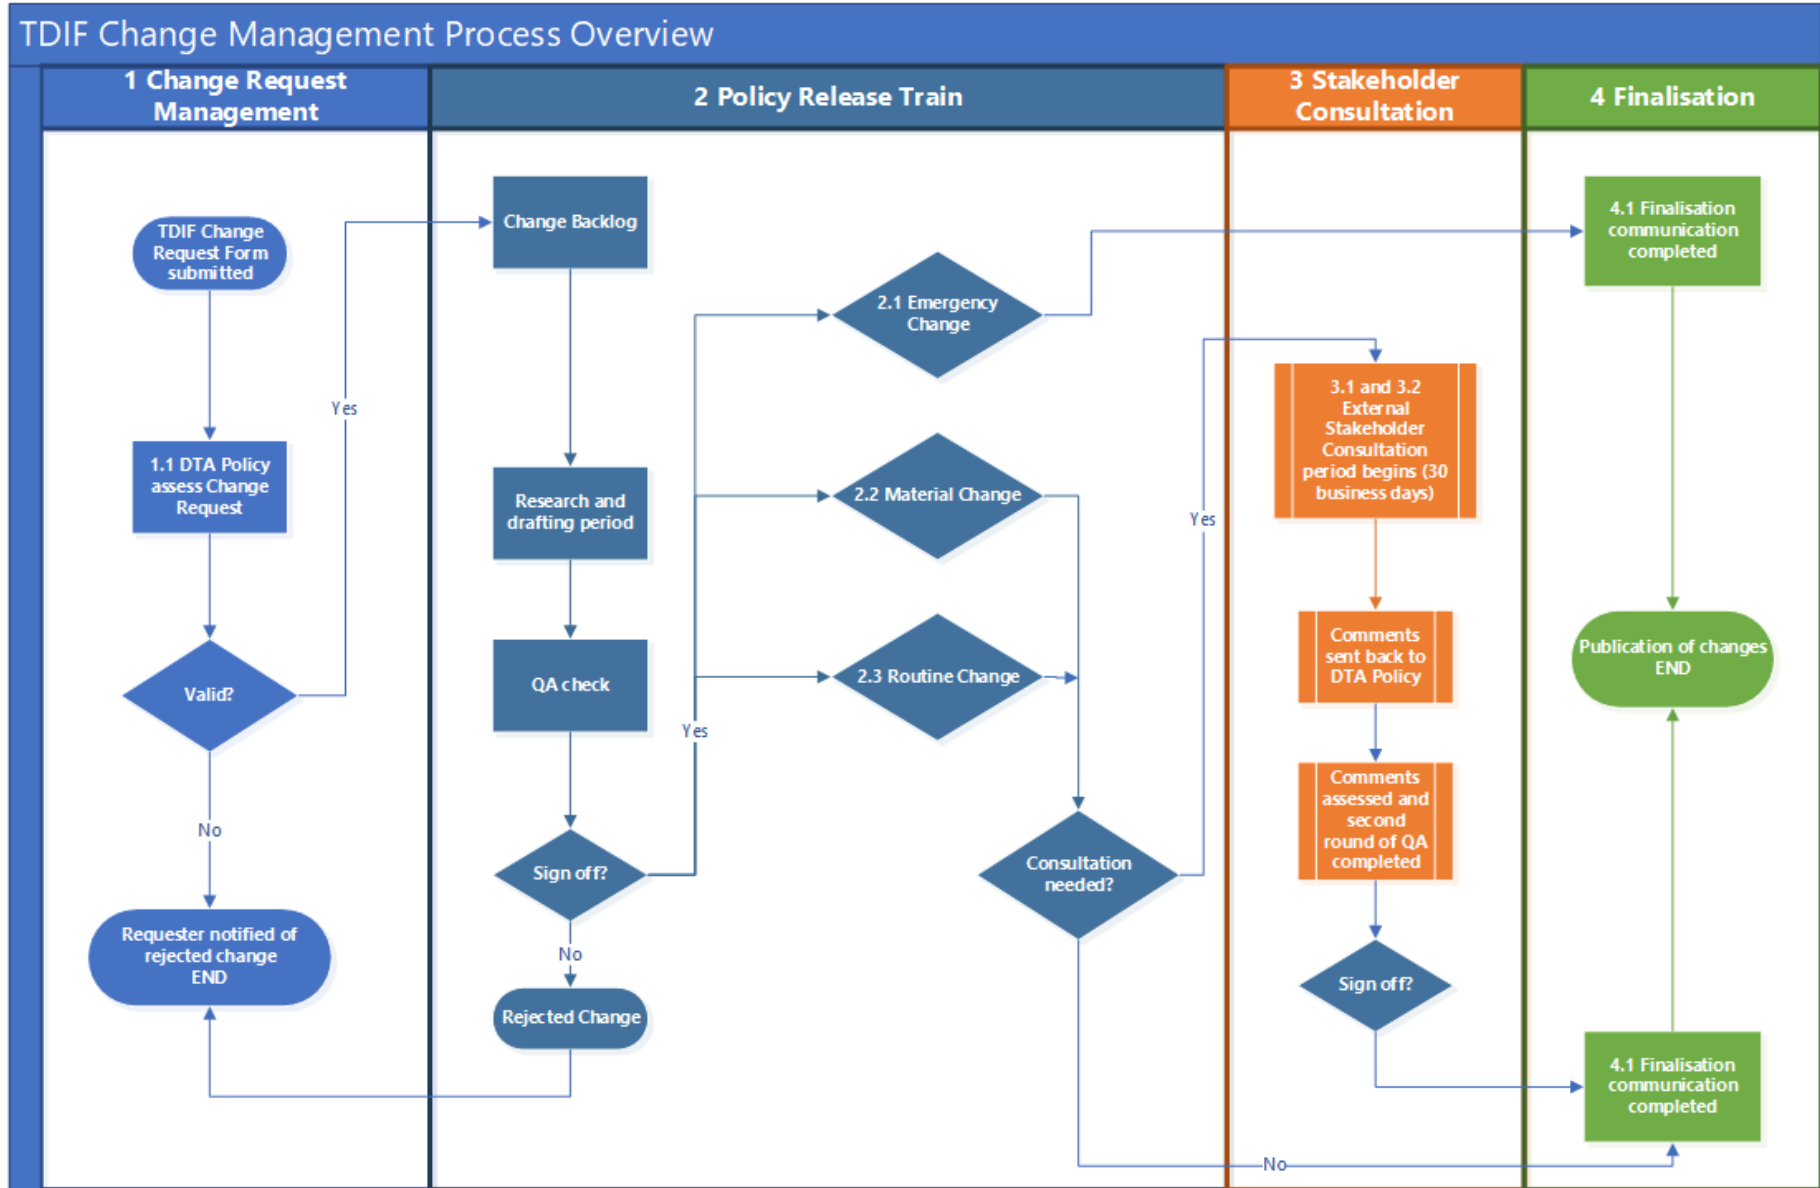 TDIF Change Management Process Overview
1 Change Request
Management
2 Policy Release Train
3 Stakeholder
Consultation
4 Finalisation
TDIF Change
Request Form
submitted
1.1 DTA Policy
assess Change
Request
Valid?
Yes
No
Requester notified of
rejected change
END
Change Backlog
Research and
drafting period
QA check
Sign off?
Yes
No
Rejected Change
2.1 Emergency
Change
2.2 Material Change
2.3 Routine Change
Consultation
needed?
Yes
No
3.1 and 3.2
External
Stakeholder
Consultation
period begins (30
business days)
Comments
sent back to
DTA Policy
Comments
assessed and
second
round of QA
completed
Sign off?
4.1 Finalisation
communication
completed
Publication of changes
END
4.1 Finalisation
communication
completed